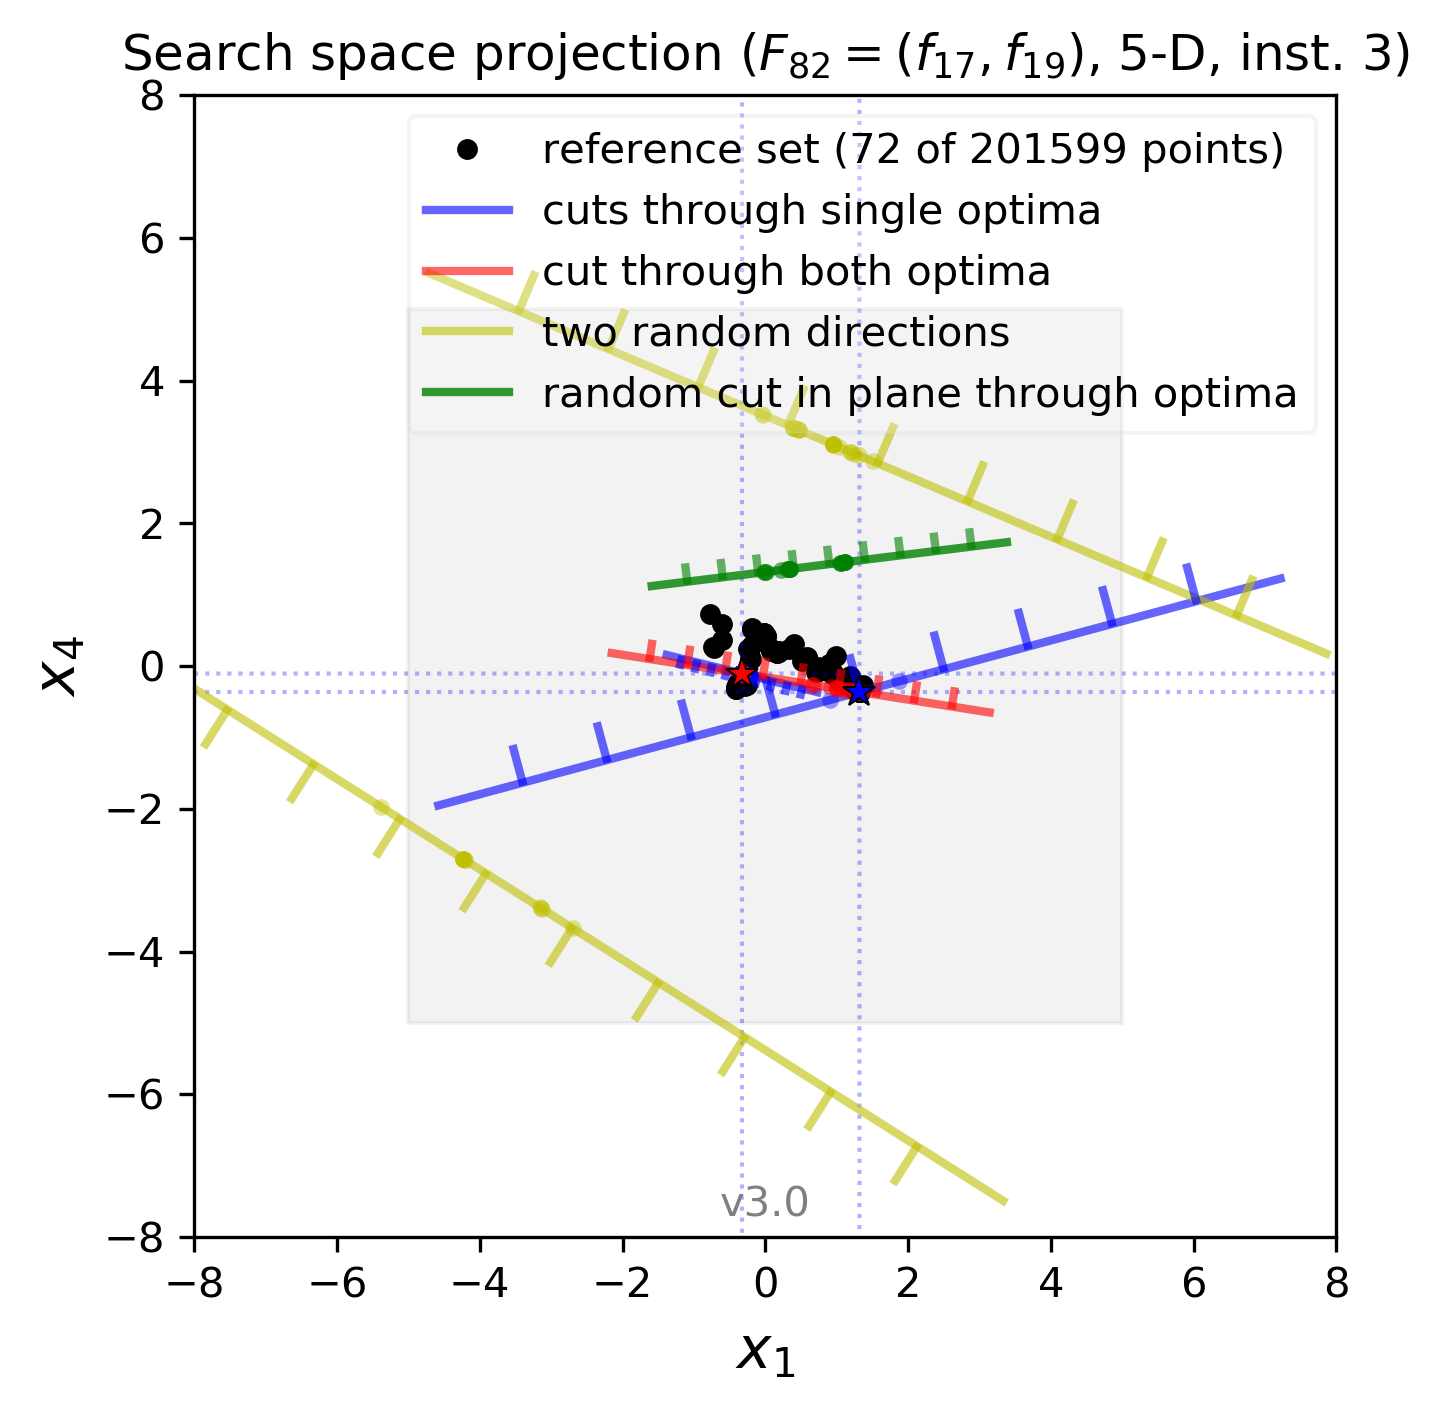 Search space projection (F₈₂ = (f₁₇, f₁₉), 5-D, inst. 3)
reference set (72 of 201599 points)
cuts through single optima
cut through both optima
two random directions
random cut in plane through optima
8
6
4
2
0
−2
−4
−6
−8
x₄
v3.0
−8 −6 −4 −2 0 2 4 6 8
x₁